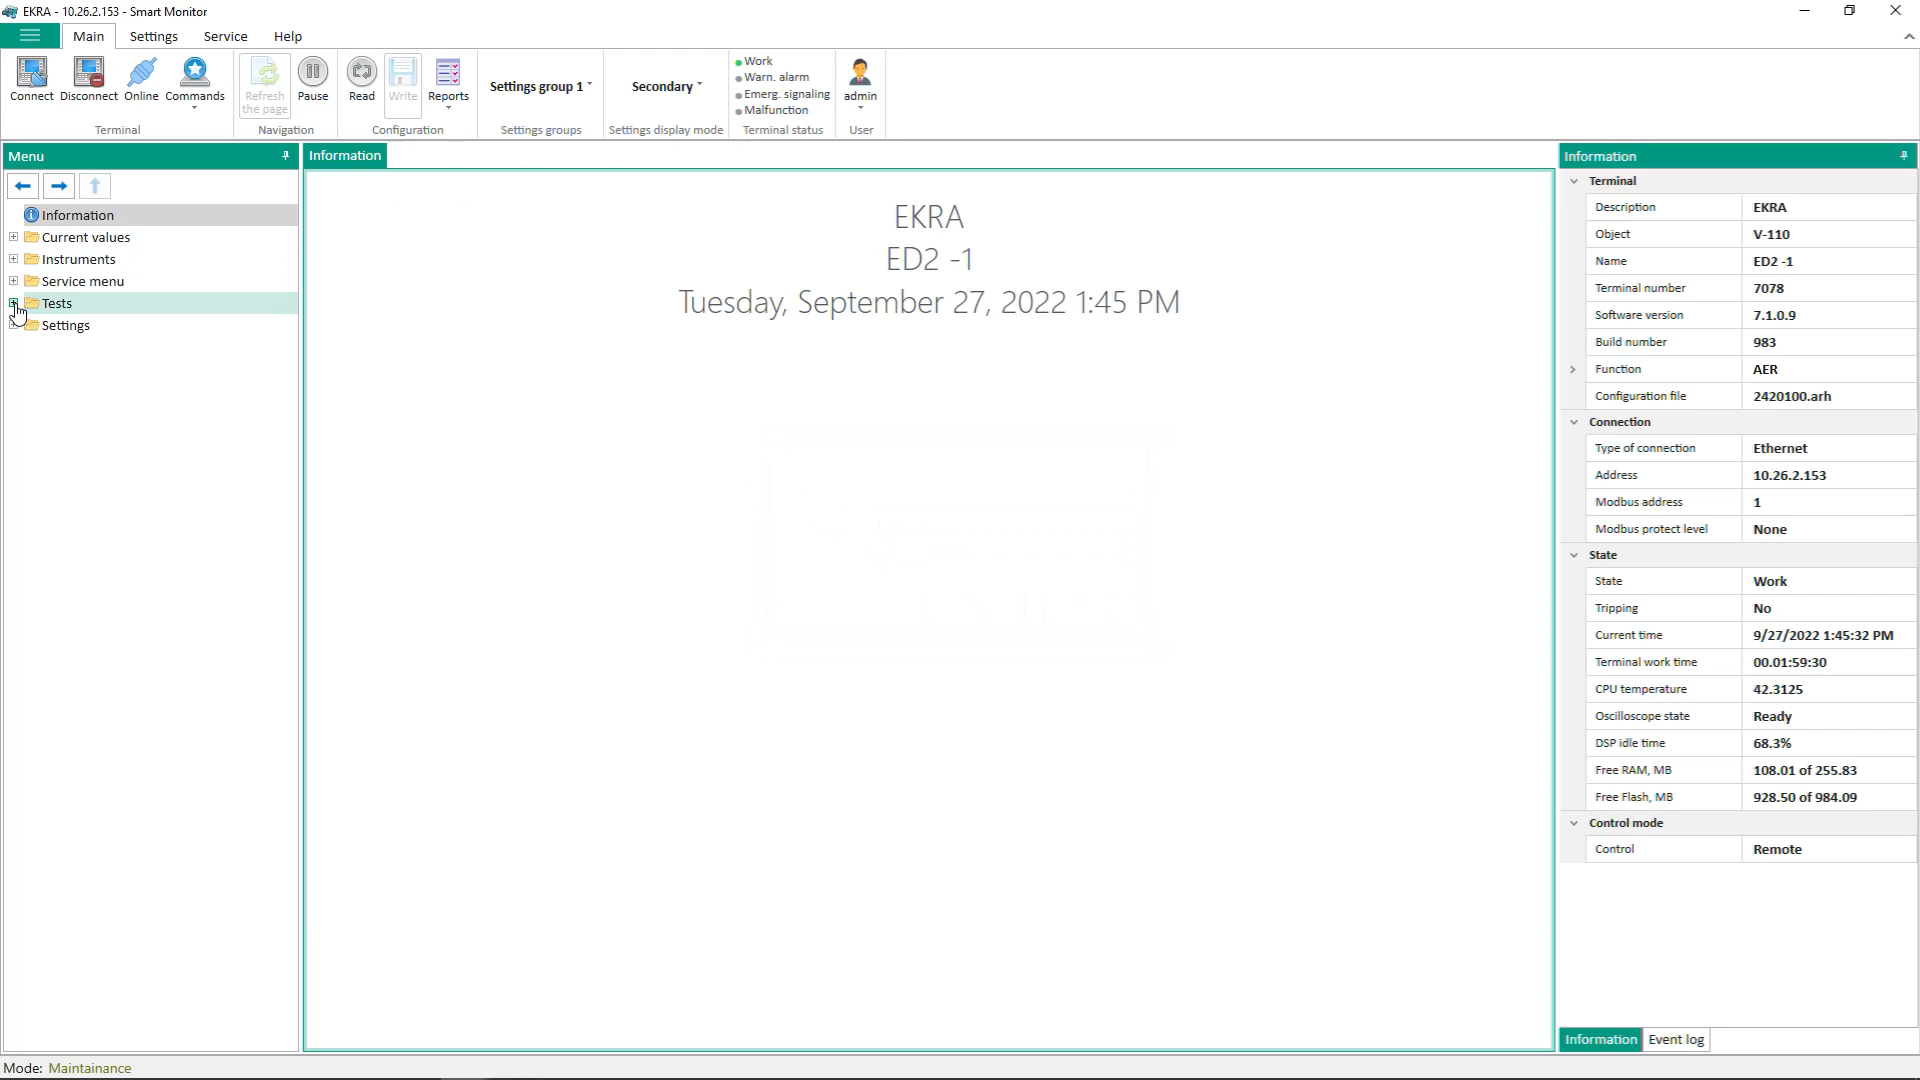 EKRA - 10.26.2.153 - Smart Monitor
Main Settings Service Help
Connect Disconnect Online Commands Refresh the page Pause Read Write Reports
Settings group 1
Secondary
Work
Warn. alarm
Emerg. signaling
Malfunction
admin
Terminal Navigation Configuration Settings groups Settings display mode Terminal status User
Menu
Information
Current values
Instruments
Service menu
Tests
Settings
Information
EKRA
ED2 -1
Tuesday, September 27, 2022 1:45 PM
Information
Terminal
Description EKRA
Object V-110
Name ED2 -1
Terminal number 7078
Software version 7.1.0.9
Build number 983
Function AER
Configuration file 2420100.arh
Connection
Type of connection Ethernet
Address 10.26.2.153
Modbus address 1
Modbus protect level None
State
State Work
Tripping No
Current time 9/27/2022 1:45:32 PM
Terminal work time 00.01:59:30
CPU temperature 42.3125
Oscilloscope state Ready
DSP idle time 68.3%
Free RAM, MB 108.01 of 255.83
Free Flash, MB 928.50 of 984.09
Control mode
Control Remote
Information Event log
Mode: Maintainance